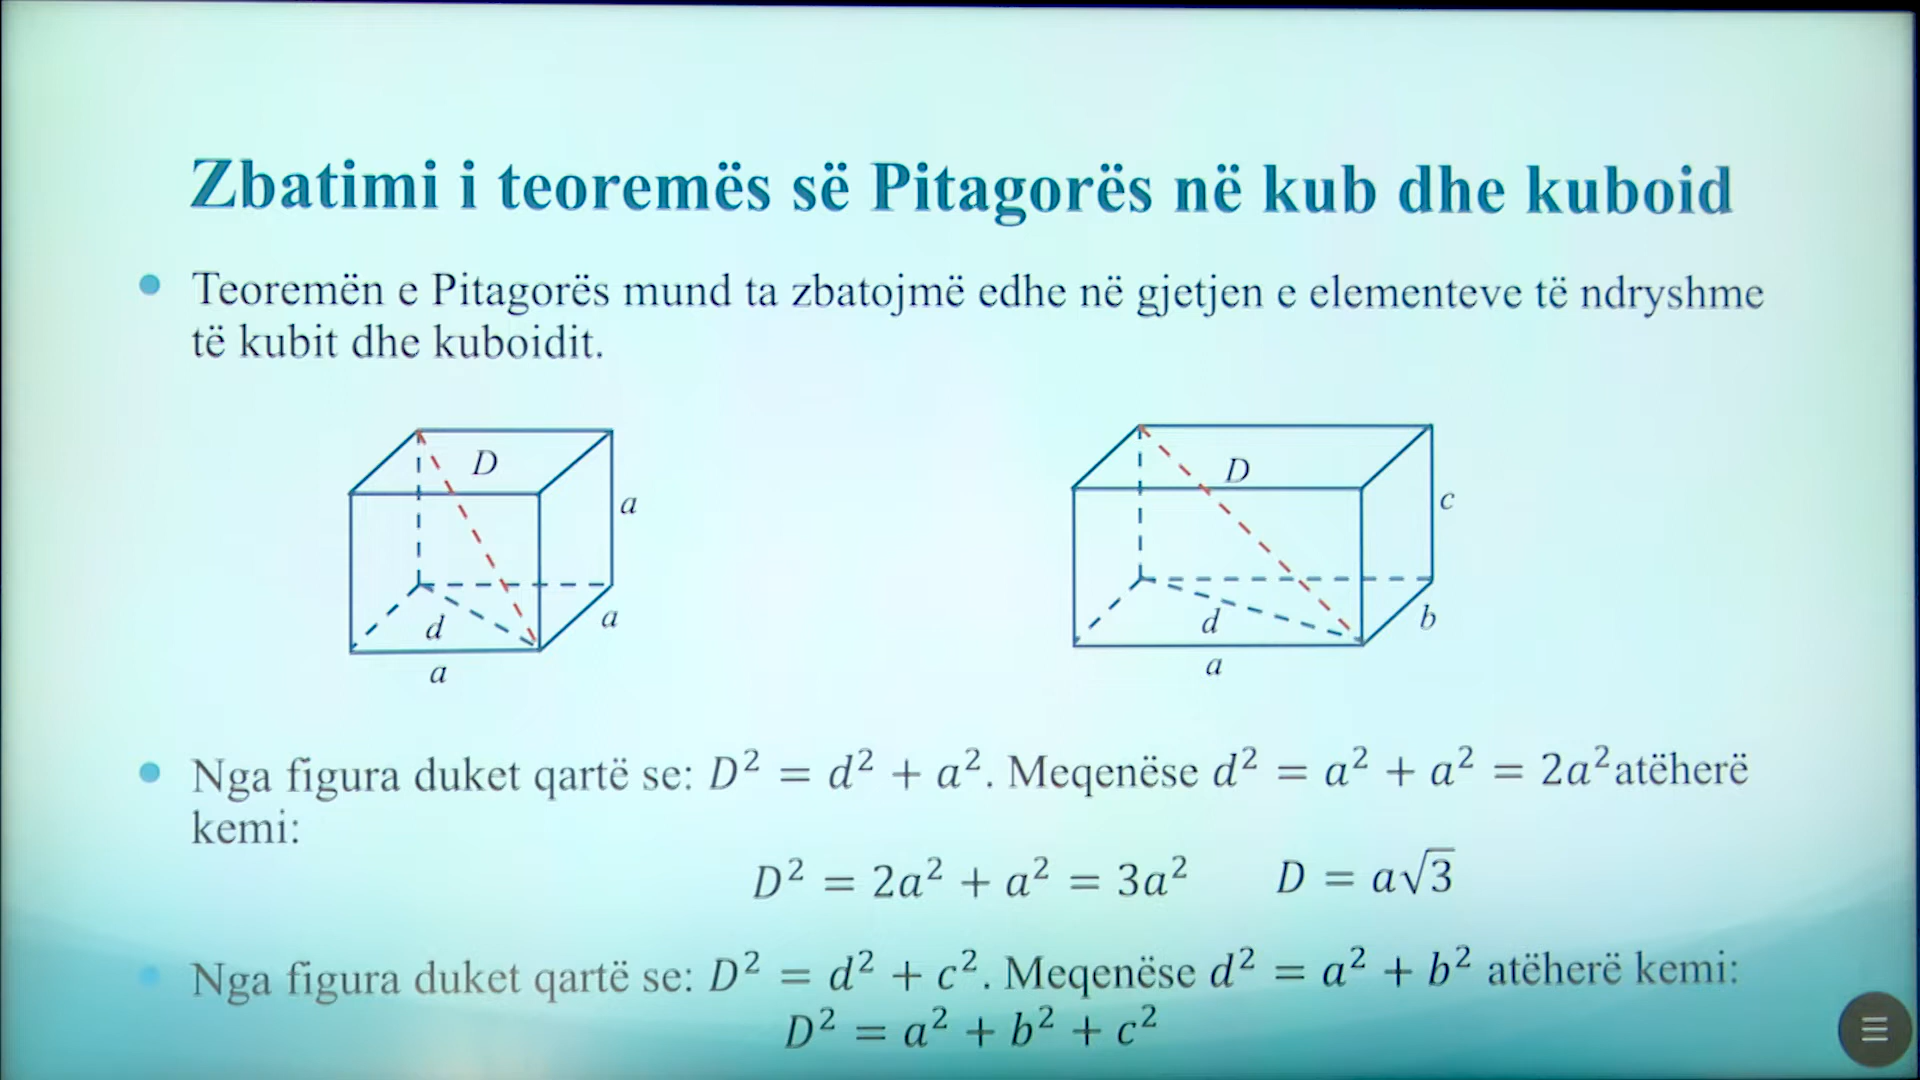 Zbatimi i teoremës së Pitagorës në kub dhe kuboid
Teoremën e Pitagorës mund ta zbatojmë edhe në gjetjen e elementeve të ndryshme
të kubit dhe kuboidit.
D
a
a
d
a
D
c
b
d
a
Nga figura duket qartë se: D² = d² + a². Meqenëse d² = a² + a² = 2a²atëherë
kemi:
D² = 2a² + a² = 3a² D = a√3
Nga figura duket qartë se: D² = d² + c². Meqenëse d² = a² + b² atëherë kemi:
D² = a² + b² + c²